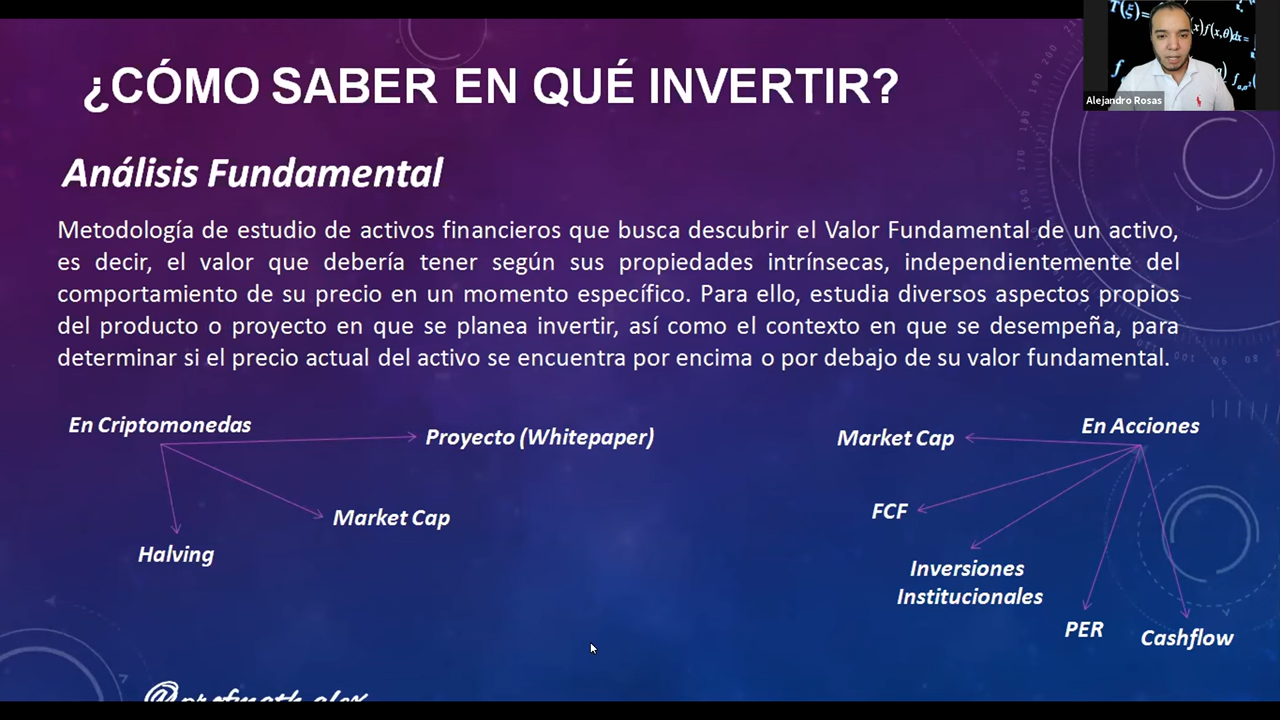 ¿CÓMO SABER EN QUÉ INVERTIR?
Alejandro Rosas
Análisis Fundamental
Metodología de estudio de activos financieros que busca descubrir el Valor Fundamental de un activo,
es decir, el valor que debería tener según sus propiedades intrínsecas, independientemente del
comportamiento de su precio en un momento específico. Para ello, estudia diversos aspectos propios
del producto o proyecto en que se planea invertir, así como el contexto en que se desempeña, para
determinar si el precio actual del activo se encuentra por encima o por debajo de su valor fundamental.
En Criptomonedas
Proyecto (Whitepaper)
Market Cap
Halving
En Acciones
Market Cap
FCF
Inversiones
Institucionales
PER
Cashflow